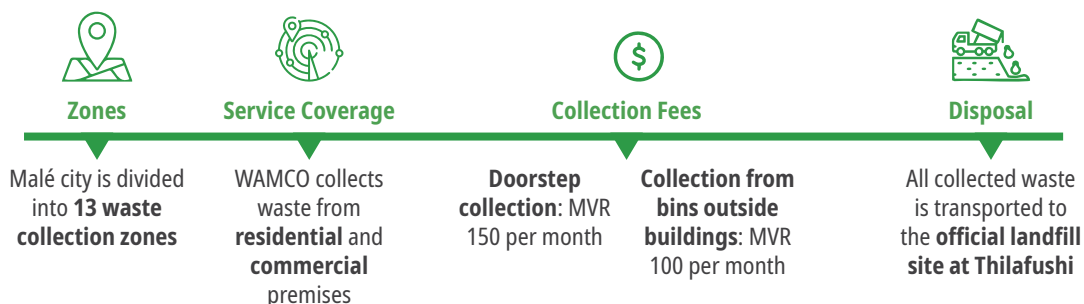 Zones
Malé city is divided
into 13 waste
collection zones
Service Coverage
WAMCO collects
waste from
residential and
commercial
premises
$
Collection Fees
Doorstep
collection: MVR
150 per month
Collection from
bins outside
buildings: MVR
100 per month
Disposal
All collected waste
is transported to
the official landfill
site at Thilafushi